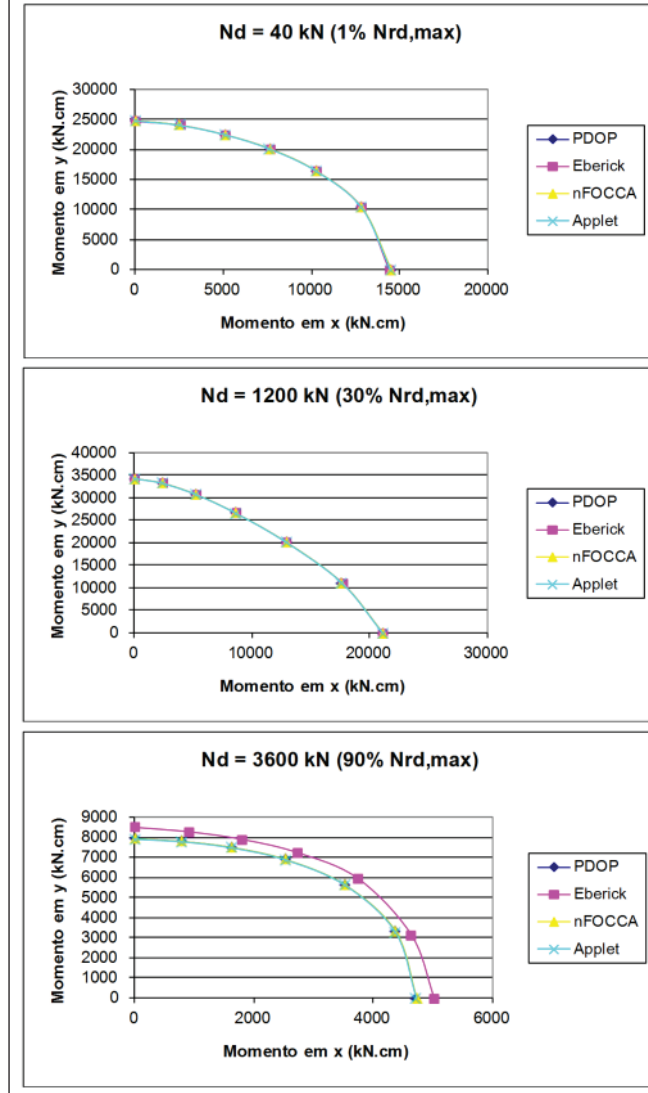 Nd = 40 kN (1% Nrd,max)
Momento em y (kN.cm)
30000
25000
20000
15000
10000
5000
0
0 5000 10000 15000 20000
Momento em x (kN.cm)
PDOP
Eberick
nFOCCA
Applet
Nd = 1200 kN (30% Nrd,max)
Momento em y (kN.cm)
40000
35000
30000
25000
20000
15000
10000
5000
0
0 10000 20000 30000
Momento em x (kN.cm)
PDOP
Eberick
nFOCCA
Applet
Nd = 3600 kN (90% Nrd,max)
Momento em y (kN.cm)
9000
8000
7000
6000
5000
4000
3000
2000
1000
0
0 2000 4000 6000
Momento em x (kN.cm)
PDOP
Eberick
nFOCCA
Applet